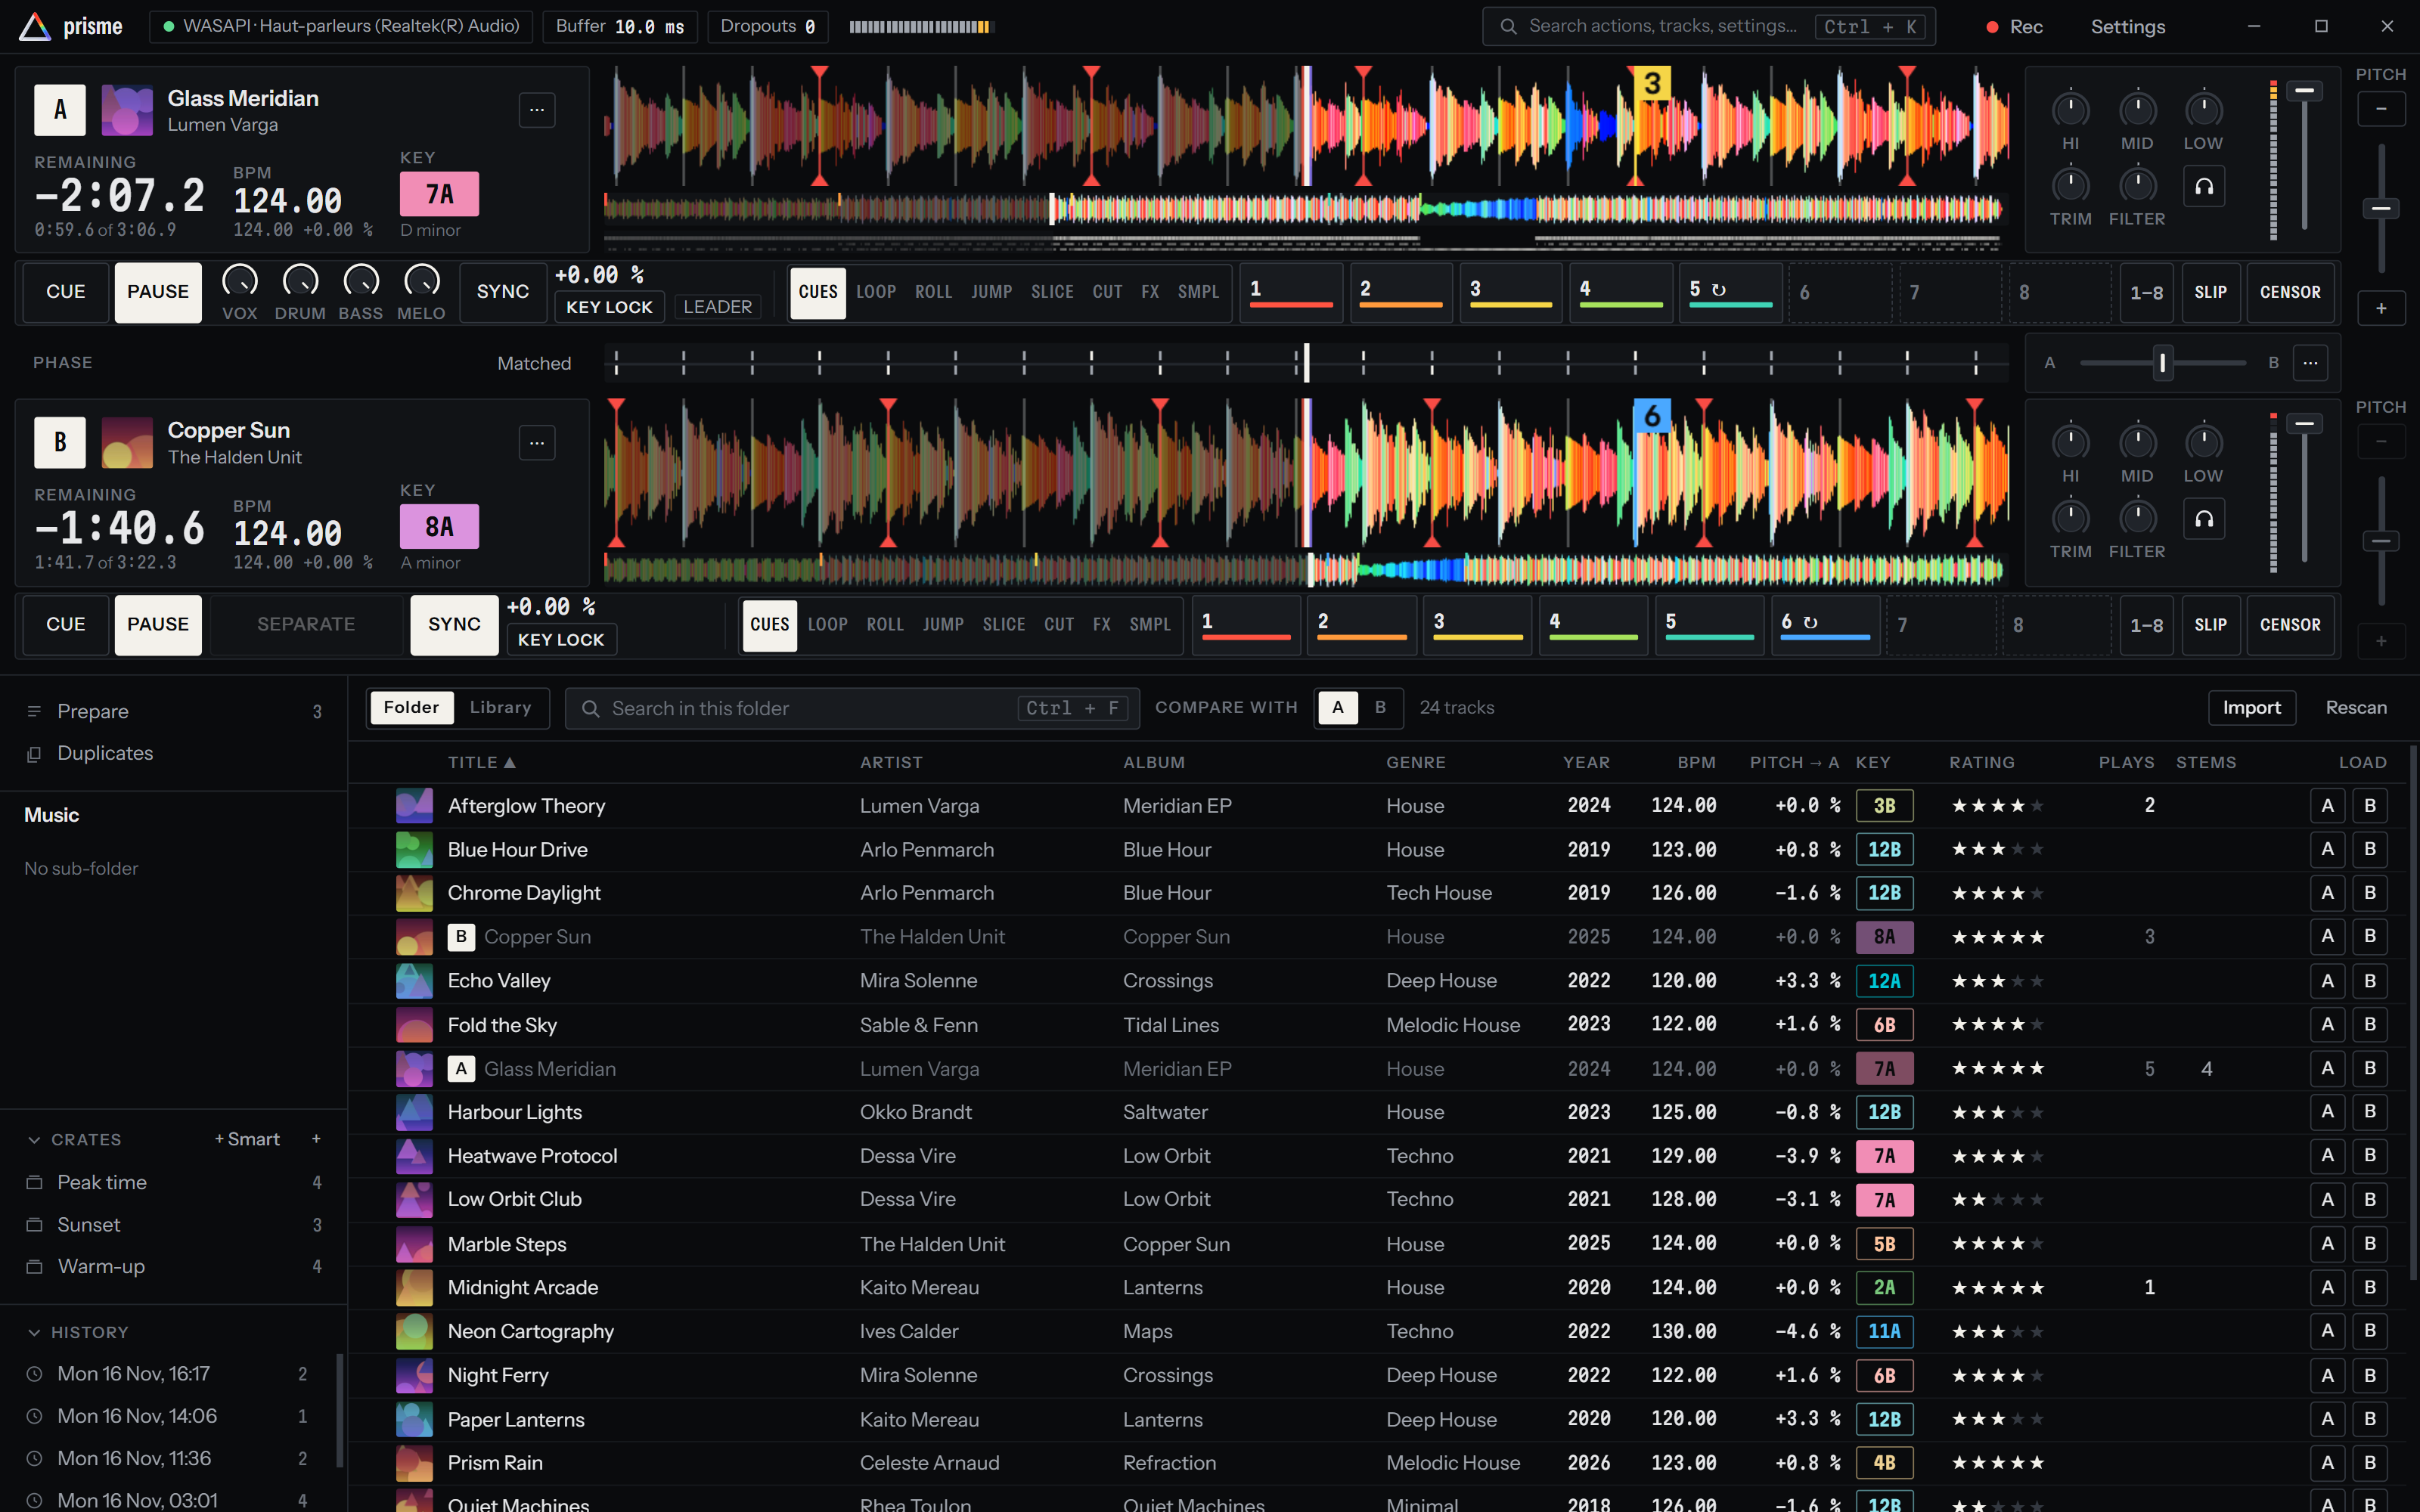 prisme WASAPI · Haut-parleurs (Realtek(R) Audio) Buffer 10.0 ms Dropouts 0 Search actions, tracks, settings... Ctrl + K Rec Settings
A Glass Meridian
Lumen Varga
REMAINING BPM KEY
−2:07.2 124.00 7A
0:59.6 of 3:06.9 124.00 +0.00 % D minor
3
HI MID LOW
TRIM FILTER
PITCH
−
+
CUE PAUSE VOX DRUM BASS MELO SYNC +0.00 % KEY LOCK LEADER CUES LOOP ROLL JUMP SLICE CUT FX SMPL 1 2 3 4 5 ↻ 6 7 8 1–8 SLIP CENSOR
PHASE Matched A B ...
B Copper Sun
The Halden Unit
REMAINING BPM KEY
−1:40.6 124.00 8A
1:41.7 of 3:22.3 124.00 +0.00 % A minor
6
HI MID LOW
TRIM FILTER
PITCH
−
+
CUE PAUSE SEPARATE SYNC +0.00 % KEY LOCK CUES LOOP ROLL JUMP SLICE CUT FX SMPL 1 2 3 4 5 6 ↻ 7 8 1–8 SLIP CENSOR
Prepare 3
Duplicates
Music
No sub-folder
CRATES + Smart +
Peak time 4
Sunset 3
Warm-up 4
HISTORY
Mon 16 Nov, 16:17 2
Mon 16 Nov, 14:06 1
Mon 16 Nov, 11:36 2
Mon 16 Nov, 03:01 4
Folder Library Search in this folder Ctrl + F COMPARE WITH A B 24 tracks Import Rescan
TITLE ▲ ARTIST ALBUM GENRE YEAR BPM PITCH → A KEY RATING PLAYS STEMS LOAD
Afterglow Theory Lumen Varga Meridian EP House 2024 124.00 +0.0 % 3B ★★★★★ 2 A B
Blue Hour Drive Arlo Penmarch Blue Hour House 2019 123.00 +0.8 % 12B ★★★★★ A B
Chrome Daylight Arlo Penmarch Blue Hour Tech House 2019 126.00 −1.6 % 12B ★★★★★ A B
B Copper Sun The Halden Unit Copper Sun House 2025 124.00 +0.0 % 8A ★★★★★ 3 A B
Echo Valley Mira Solenne Crossings Deep House 2022 120.00 +3.3 % 12A ★★★★★ A B
Fold the Sky Sable & Fenn Tidal Lines Melodic House 2023 122.00 +1.6 % 6B ★★★★★ A B
A Glass Meridian Lumen Varga Meridian EP House 2024 124.00 +0.0 % 7A ★★★★★ 5 4 A B
Harbour Lights Okko Brandt Saltwater House 2023 125.00 −0.8 % 12B ★★★★★ A B
Heatwave Protocol Dessa Vire Low Orbit Techno 2021 129.00 −3.9 % 7A ★★★★★ A B
Low Orbit Club Dessa Vire Low Orbit Techno 2021 128.00 −3.1 % 7A ★★★★★ A B
Marble Steps The Halden Unit Copper Sun House 2025 124.00 +0.0 % 5B ★★★★★ A B
Midnight Arcade Kaito Mereau Lanterns House 2020 124.00 +0.0 % 2A ★★★★★ 1 A B
Neon Cartography Ives Calder Maps Techno 2022 130.00 −4.6 % 11A ★★★★★ A B
Night Ferry Mira Solenne Crossings Deep House 2022 122.00 +1.6 % 6B ★★★★★ A B
Paper Lanterns Kaito Mereau Lanterns Deep House 2020 120.00 +3.3 % 12B ★★★★★ A B
Prism Rain Celeste Arnaud Refraction Melodic House 2026 123.00 +0.8 % 4B ★★★★★ A B
Quiet Machines Rhea Toulon Quiet Machines Minimal 2018 126.00 −1.6 % 12B ★★★★★ A B